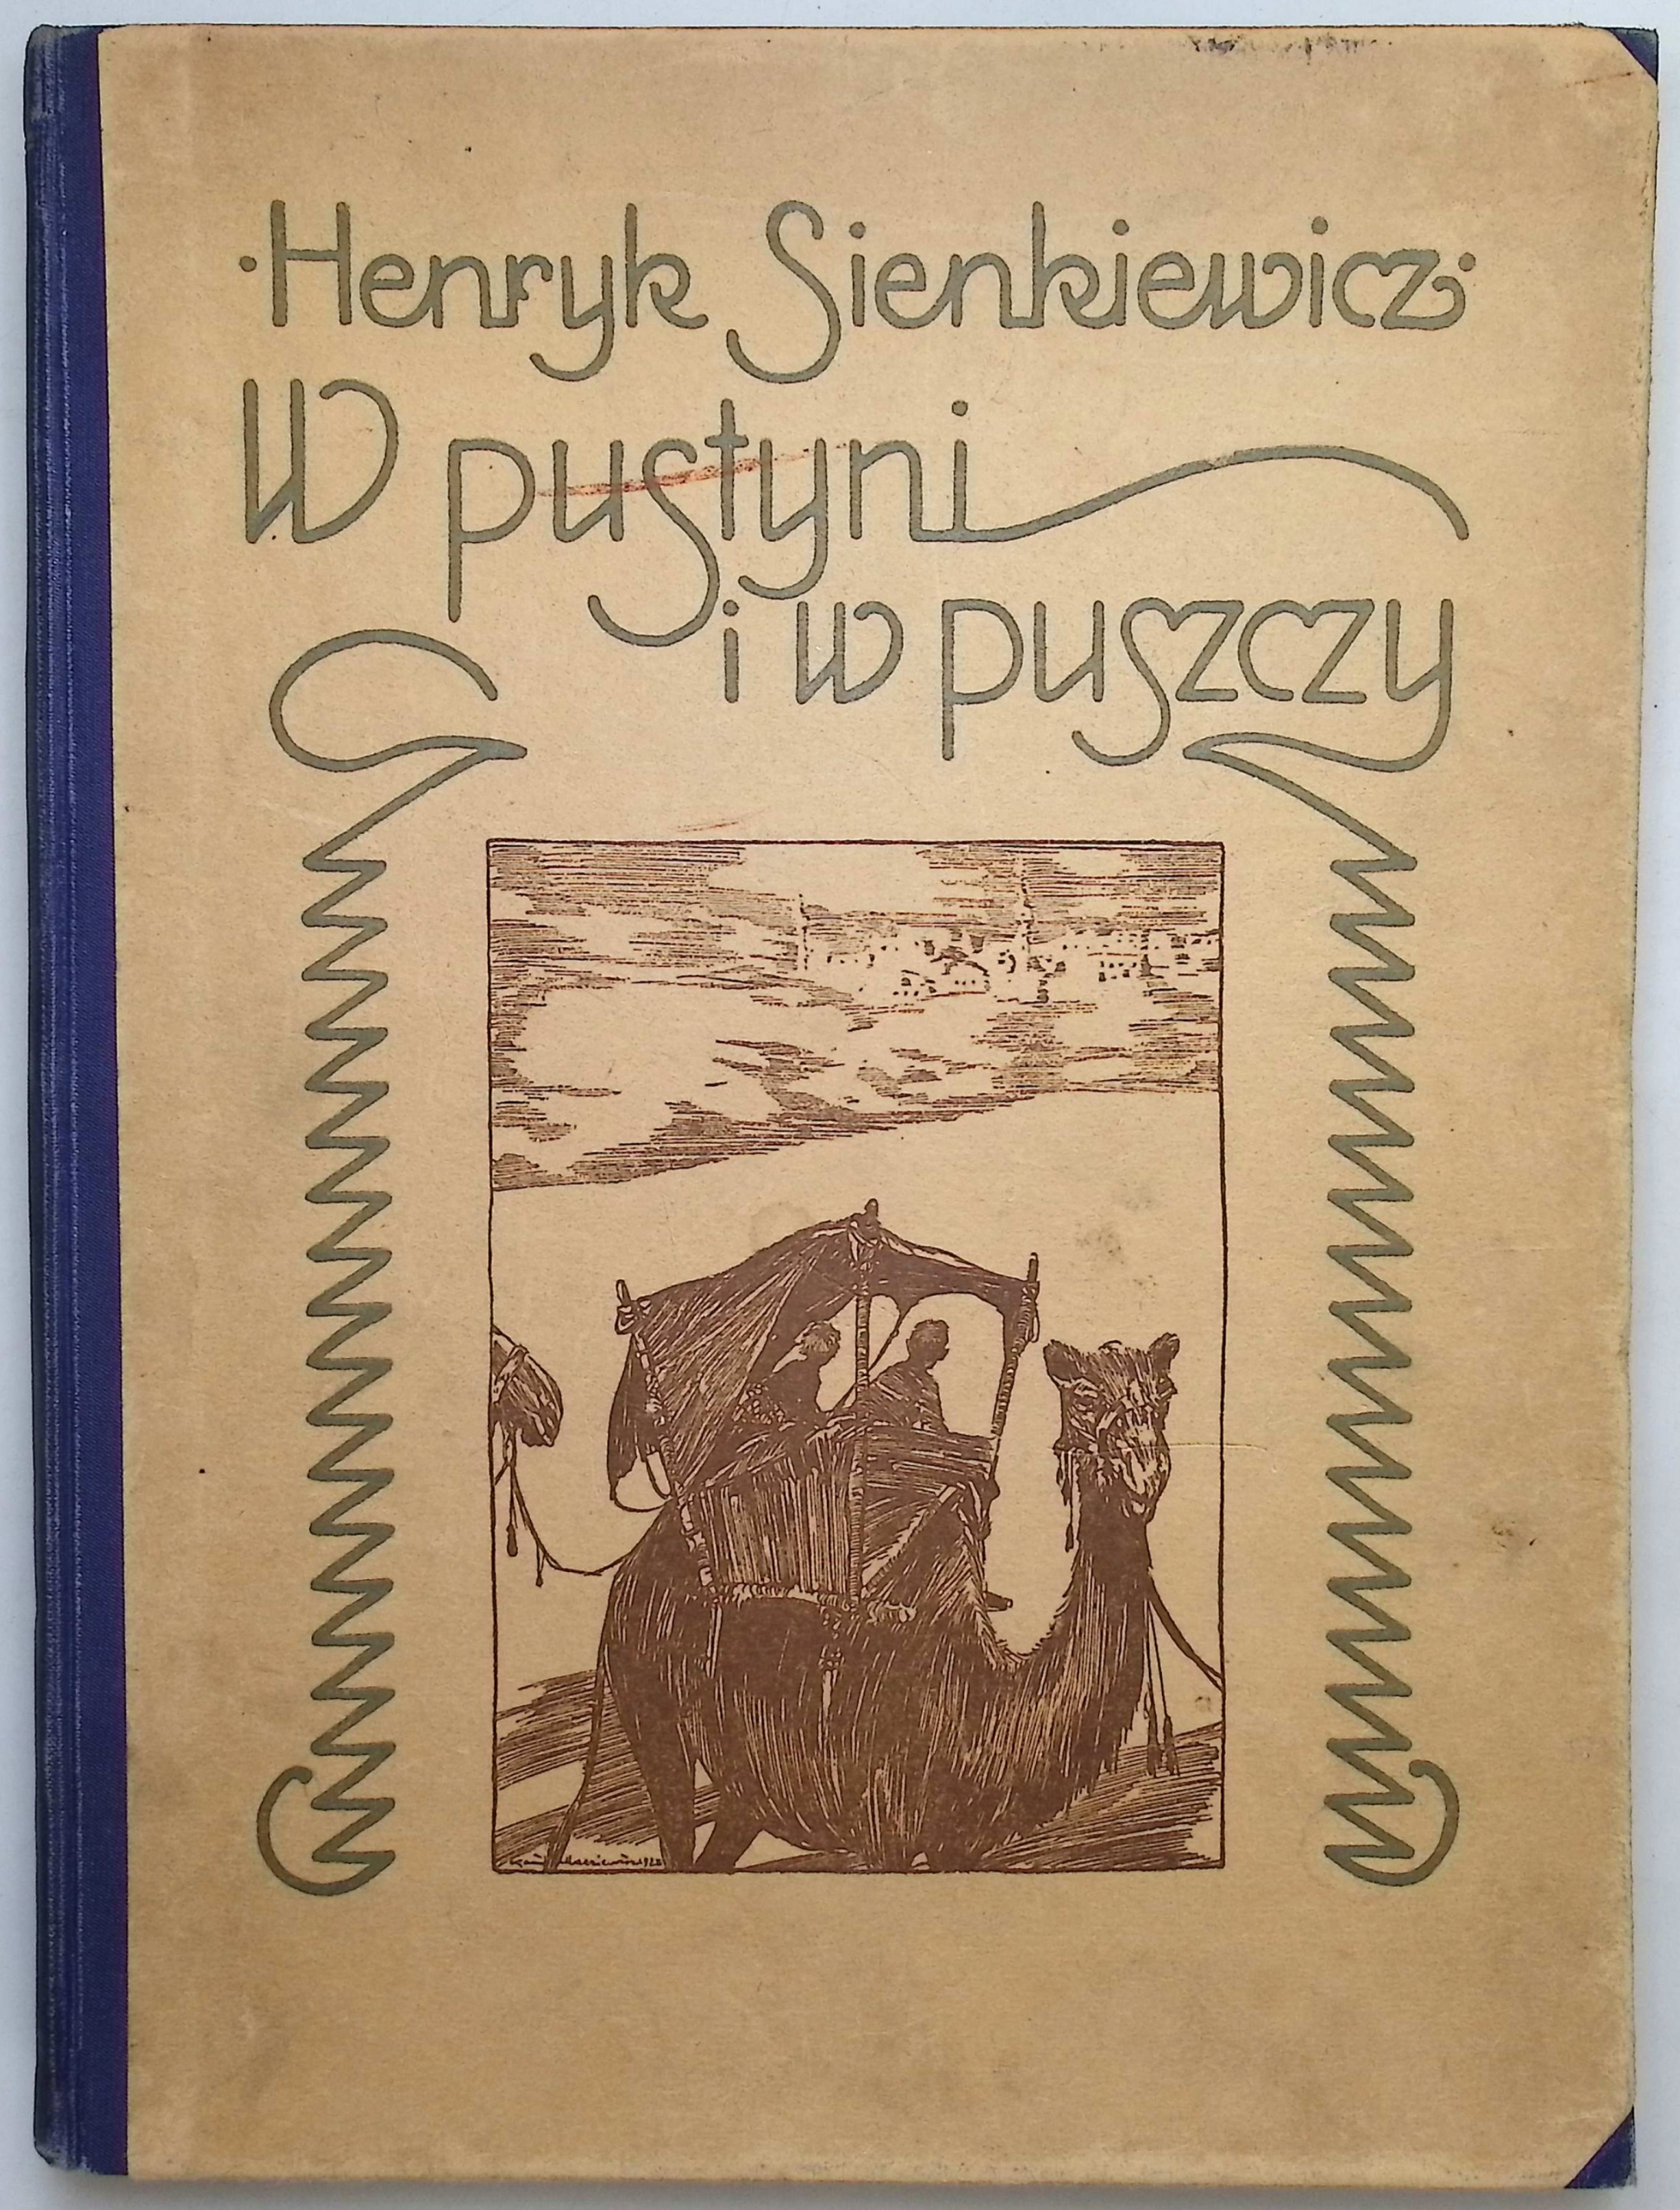 ·Henryk Sienkiewicz·
W pustyni
i w puszczy